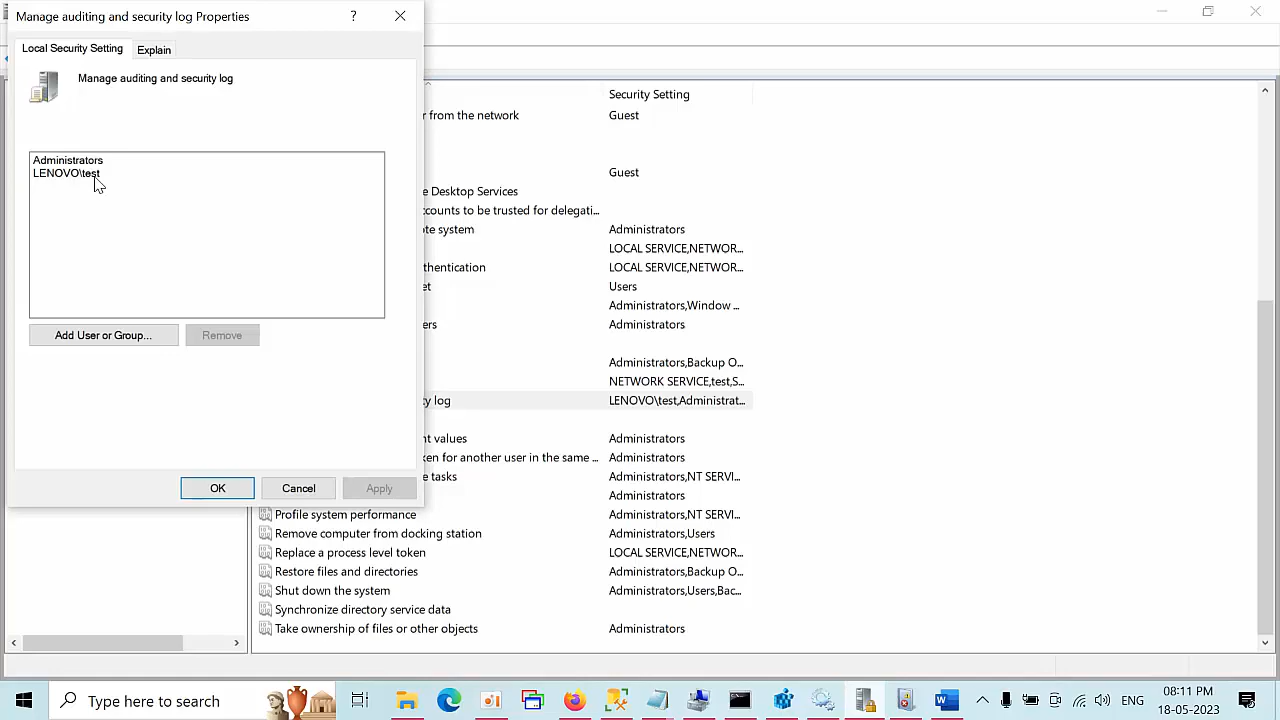 Manage auditing and security log Properties
?
Local Security Setting
Explain
Manage auditing and security log
Administrators
LENOVO\test
Add User or Group...
Remove
OK
Cancel
Apply
Security Setting
r from the network Guest
Guest
e Desktop Services
ccounts to be trusted for delegati...
ote system Administrators
LOCAL SERVICE,NETWOR...
thentication LOCAL SERVICE,NETWOR...
et Users
Administrators,Window ...
ers Administrators
Administrators,Backup O...
NETWORK SERVICE,test,S...
ty log LENOVO\test,Administrat...
nt values Administrators
ken for another user in the same ... Administrators
e tasks Administrators,NT SERVI...
Administrators
Profile system performance Administrators,NT SERVI...
Remove computer from docking station Administrators,Users
Replace a process level token LOCAL SERVICE,NETWOR...
Restore files and directories Administrators,Backup O...
Shut down the system Administrators,Users,Bac...
Synchronize directory service data
Take ownership of files or other objects Administrators
Type here to search
ENG
08:11 PM
18-05-2023